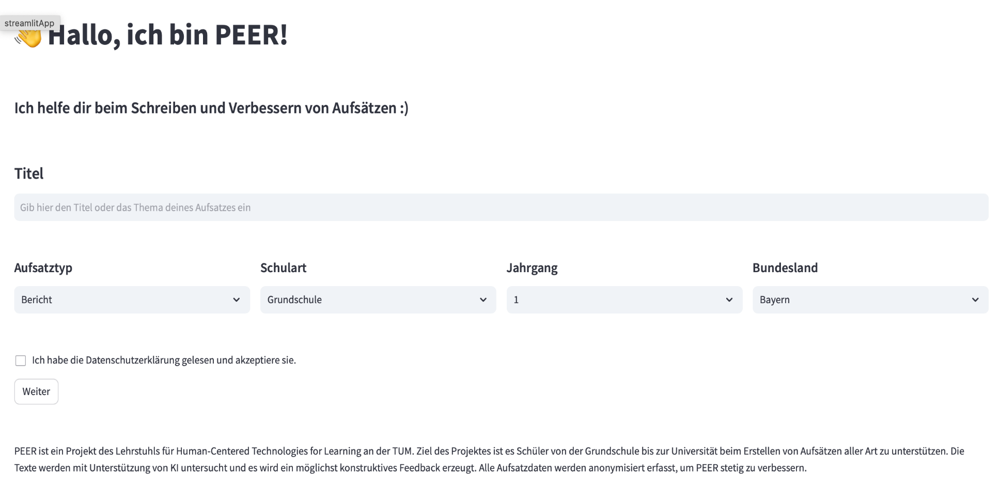 streamlitApp
👋 Hallo, ich bin PEER!
Ich helfe dir beim Schreiben und Verbessern von Aufsätzen :)
Titel
Gib hier den Titel oder das Thema deines Aufsatzes ein
Aufsatztyp Schulart Jahrgang Bundesland
Bericht Grundschule 1 Bayern
Ich habe die Datenschutzerklärung gelesen und akzeptiere sie.
Weiter
PEER ist ein Projekt des Lehrstuhls für Human-Centered Technologies for Learning an der TUM. Ziel des Projektes ist es Schüler von der Grundschule bis zur Universität beim Erstellen von Aufsätzen aller Art zu unterstützen. Die
Texte werden mit Unterstützung von KI untersucht und es wird ein möglichst konstruktives Feedback erzeugt. Alle Aufsatzdaten werden anonymisiert erfasst, um PEER stetig zu verbessern.